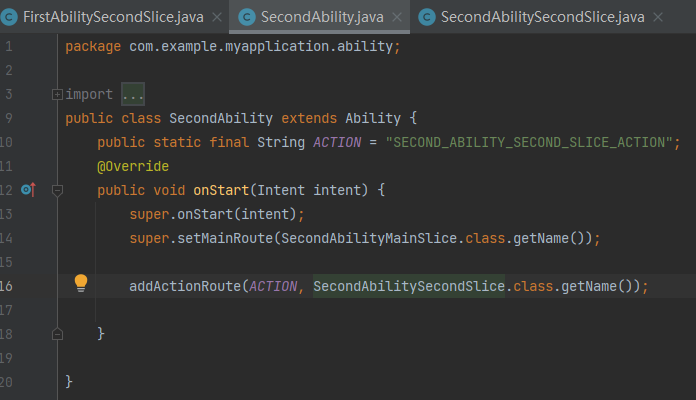 FirstAbilitySecondSlice.java SecondAbility.java SecondAbilitySecondSlice.java
1 package com.example.myapplication.ability;
2
3 import ...
9 public class SecondAbility extends Ability {
10 public static final String ACTION = "SECOND_ABILITY_SECOND_SLICE_ACTION";
11 @Override
12 public void onStart(Intent intent) {
13 super.onStart(intent);
14 super.setMainRoute(SecondAbilityMainSlice.class.getName());
15
16 addActionRoute(ACTION, SecondAbilitySecondSlice.class.getName());
17
18 }
19
20 }